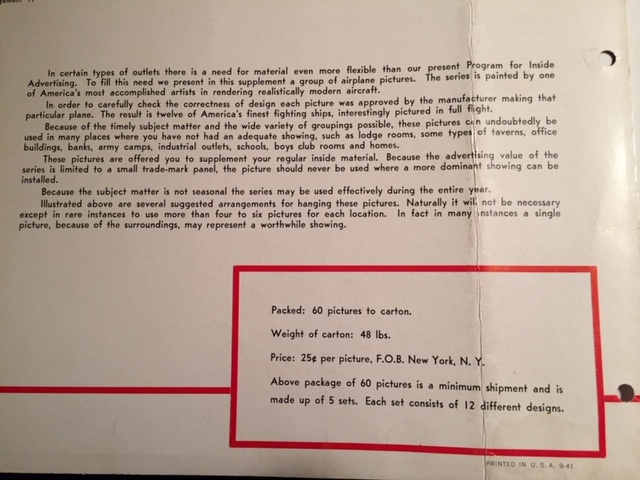 In certain types of outlets there is a need for material even more flexible than our present Program for Inside
Advertising. To fill this need we present in this supplement a group of airplane pictures. The series is painted by one
of America's most accomplished artists in rendering realistically modern aircraft.
In order to carefully check the correctness of design each picture was approved by the manufacturer making that
particular plane. The result is twelve of America's finest fighting ships, interestingly pictured in full flight.
Because of the timely subject matter and the wide variety of groupings possible, these pictures can undoubtedly be
used in many places where you have not had an adequate showing, such as lodge rooms, some types of taverns, office
buildings, banks, army camps, industrial outlets, schools, boys club rooms and homes.
These pictures are offered you to supplement your regular inside material. Because the advertising value of the
series is limited to a small trade-mark panel, the picture should never be used where a more dominant showing can be
installed.
Because the subject matter is not seasonal the series may be used effectively during the entire year.
Illustrated above are several suggested arrangements for hanging these pictures. Naturally it will not be necessary
except in rare instances to use more than four to six pictures for each location. In fact in many instances a single
picture, because of the surroundings, may represent a worthwhile showing.
Packed: 60 pictures to carton.
Weight of carton: 48 lbs.
Price: 25¢ per picture, F.O.B. New York, N. Y.
Above package of 60 pictures is a minimum shipment and is
made up of 5 sets. Each set consists of 12 different designs.
PRINTED IN U. S. A. 9-41